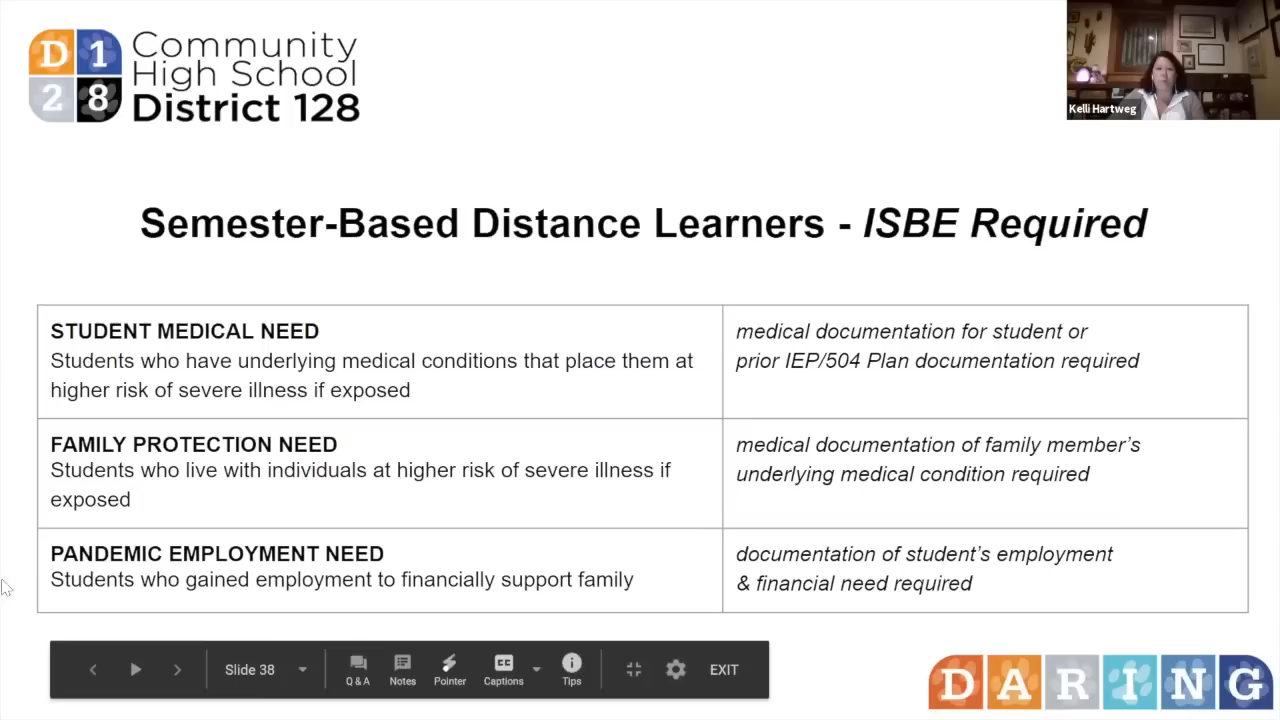 D 1
2 8
Community
High School
District 128
Kelli Hartweg
Semester-Based Distance Learners - ISBE Required
STUDENT MEDICAL NEED
Students who have underlying medical conditions that place them at
higher risk of severe illness if exposed
medical documentation for student or
prior IEP/504 Plan documentation required
FAMILY PROTECTION NEED
Students who live with individuals at higher risk of severe illness if
exposed
medical documentation of family member's
underlying medical condition required
PANDEMIC EMPLOYMENT NEED
Students who gained employment to financially support family
documentation of student's employment
& financial need required
Slide 38
Q & A
Notes
Pointer
CC
Captions
Tips
EXIT
DARING